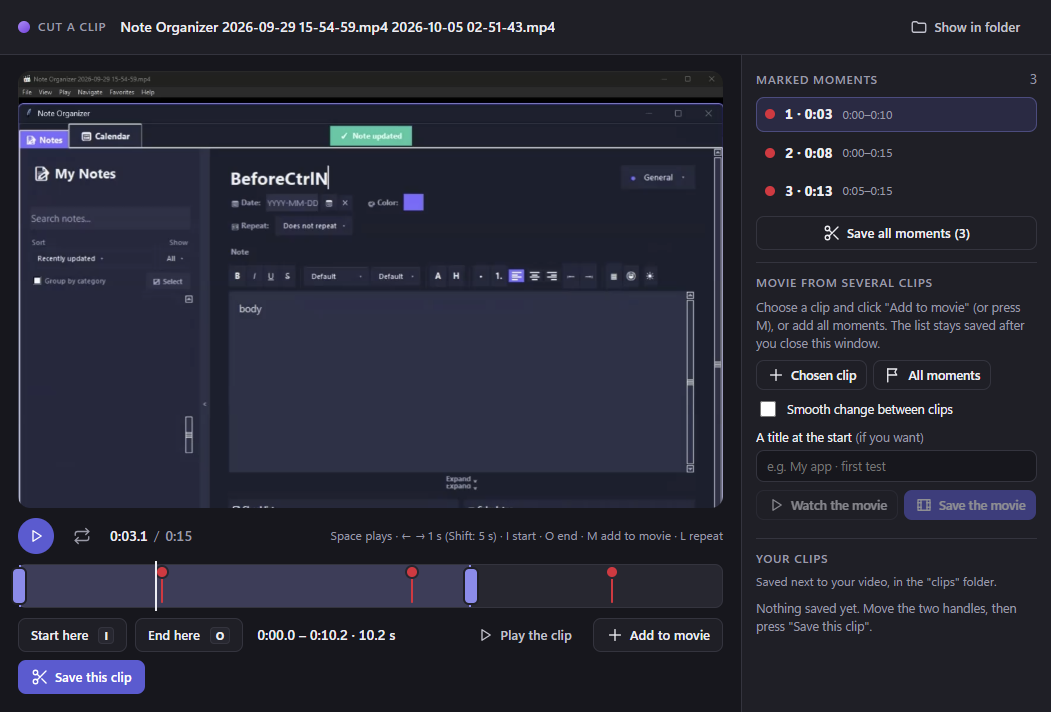 CUT A CLIP Note Organizer 2026-09-29 15-54-59.mp4 2026-10-05 02-51-43.mp4 Show in folder
Note Organizer 2026-09-29 15-54-59.mp4
File View Play Navigate Favorites Help
Note Organizer
Notes Calendar ✓ Note updated
My Notes
BeforeCtrlN
General
Date: YYYY-MM-DD Color:
Search notes...
Repeat: Does not repeat
Sort Show
Recently updated All
Note
Group by category Select
B I U S Default Default A H 1.
body
Expand
Expand
0:03.1 / 0:15 Space plays · ← → 1 s (Shift: 5 s) · I start · O end · M add to movie · L repeat
Start here I End here O 0:00.0 – 0:10.2 · 10.2 s Play the clip Add to movie
Save this clip
MARKED MOMENTS 3
1 · 0:03 0:00–0:10
2 · 0:08 0:00–0:15
3 · 0:13 0:05–0:15
Save all moments (3)
MOVIE FROM SEVERAL CLIPS
Choose a clip and click "Add to movie" (or press
M), or add all moments. The list stays saved after
you close this window.
Chosen clip All moments
Smooth change between clips
A title at the start (if you want)
e.g. My app · first test
Watch the movie Save the movie
YOUR CLIPS
Saved next to your video, in the "clips" folder.
Nothing saved yet. Move the two handles, then
press "Save this clip".